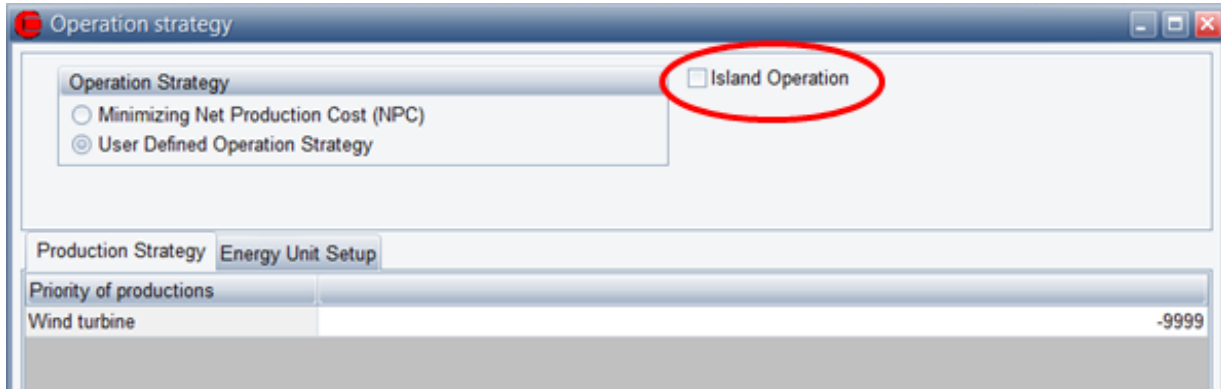 Operation strategy
Operation Strategy
Minimizing Net Production Cost (NPC)
User Defined Operation Strategy
Island Operation
Production Strategy Energy Unit Setup
Priority of productions
Wind turbine -9999